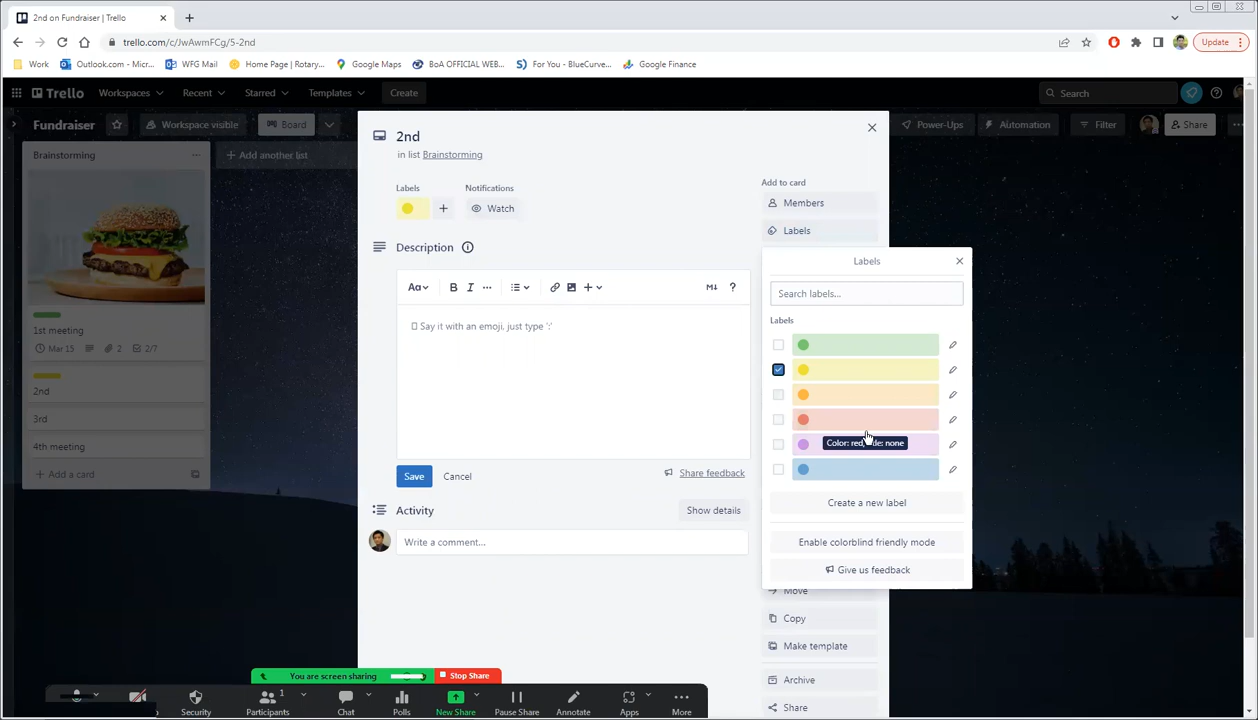 2nd on Fundraiser | Trello
trello.com/c/JwAwmFCg/5-2nd
Update
Work Outlook.com - Micr... WFG Mail Home Page | Rotary... Google Maps BoA OFFICIAL WEB... For You - BlueCurve... Google Finance
Trello Workspaces Recent Starred Templates Create Search
Fundraiser Workspace visible Board Power-Ups Automation Filter Share
Brainstorming
Add another list
1st meeting
Mar 15 2 2/7
2nd
3rd
4th meeting
Add a card
2nd
in list Brainstorming
Labels Notifications
Watch
Description
Aa B I M
Say it with an emoji, just type ':'
Save Cancel Share feedback
Activity Show details
Write a comment...
Add to card
Members
Labels
Labels
Search labels...
Labels
Color: red, none
Create a new label
Enable colorblind friendly mode
Give us feedback
Move
Copy
Make template
Archive
Share
You are screen sharing Stop Share
Security Participants 1 Chat Polls New Share Pause Share Annotate Apps More